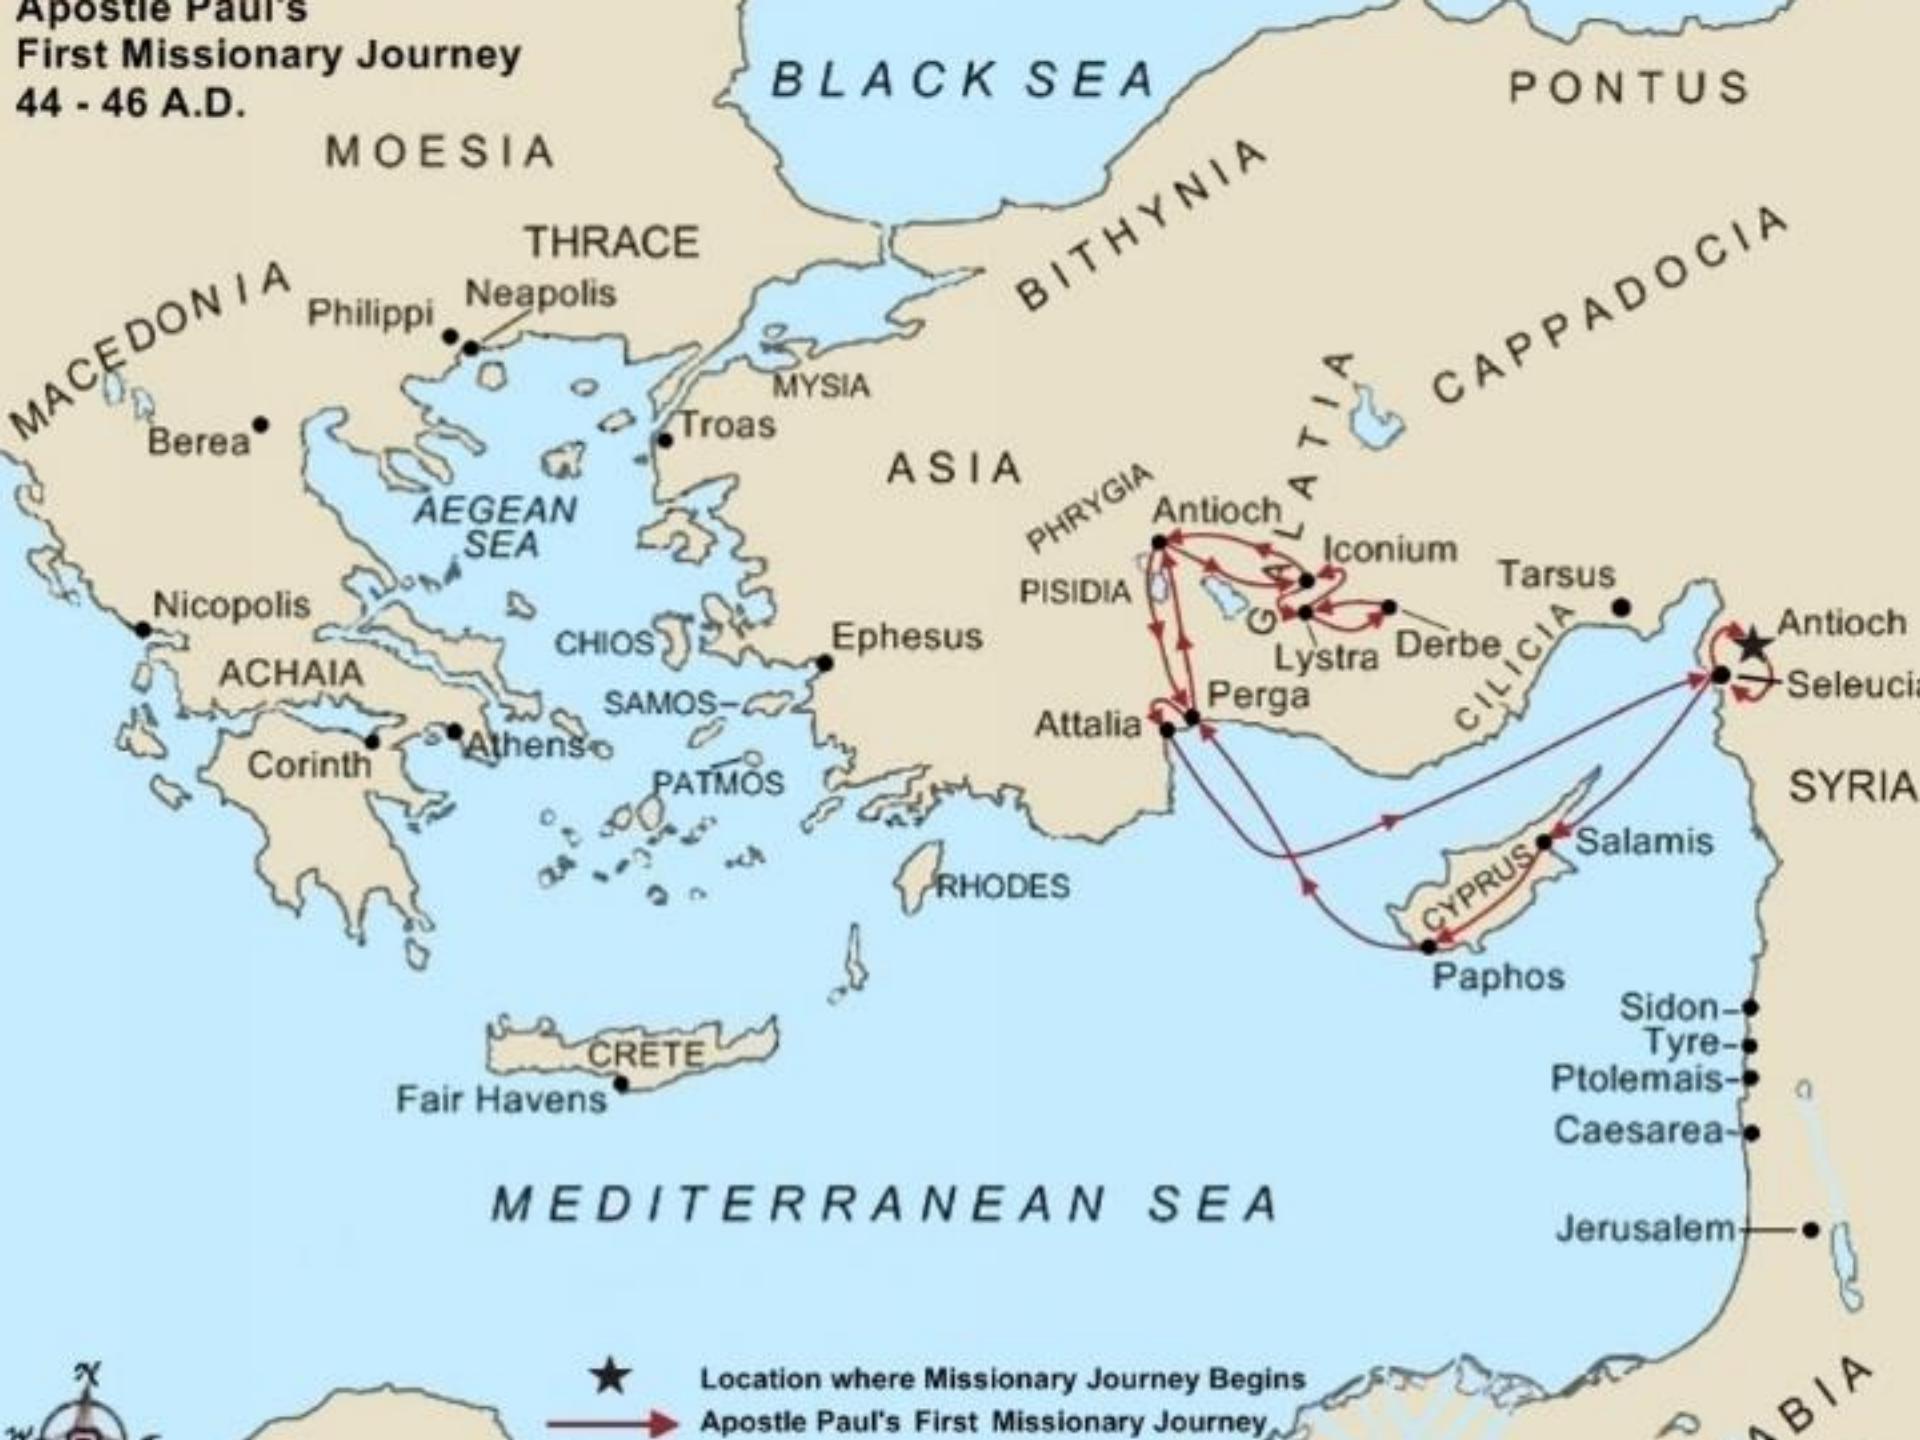 Apostle Paul's
First Missionary Journey
44 - 46 A.D.
BLACK SEA
PONTUS
MOESIA
BITHYNIA
THRACE
CAPPADOCIA
MACEDONIA
Neapolis
Philippi
MYSIA
GALATIA
Berea
Troas
ASIA
PHRYGIA
AEGEAN
SEA
Antioch
Iconium
Tarsus
PISIDIA
Nicopolis
CHIOS
Ephesus
Lystra
Derbe
CILICIA
Antioch
ACHAIA
SAMOS
Perga
Seleucia
Attalia
Corinth
Athens
PATMOS
SYRIA
Salamis
RHODES
CYPRUS
Paphos
Sidon
CRETE
Tyre
Fair Havens
Ptolemais
Caesarea
MEDITERRANEAN SEA
Jerusalem
N
Location where Missionary Journey Begins
Apostle Paul's First Missionary Journey
W
ABIA